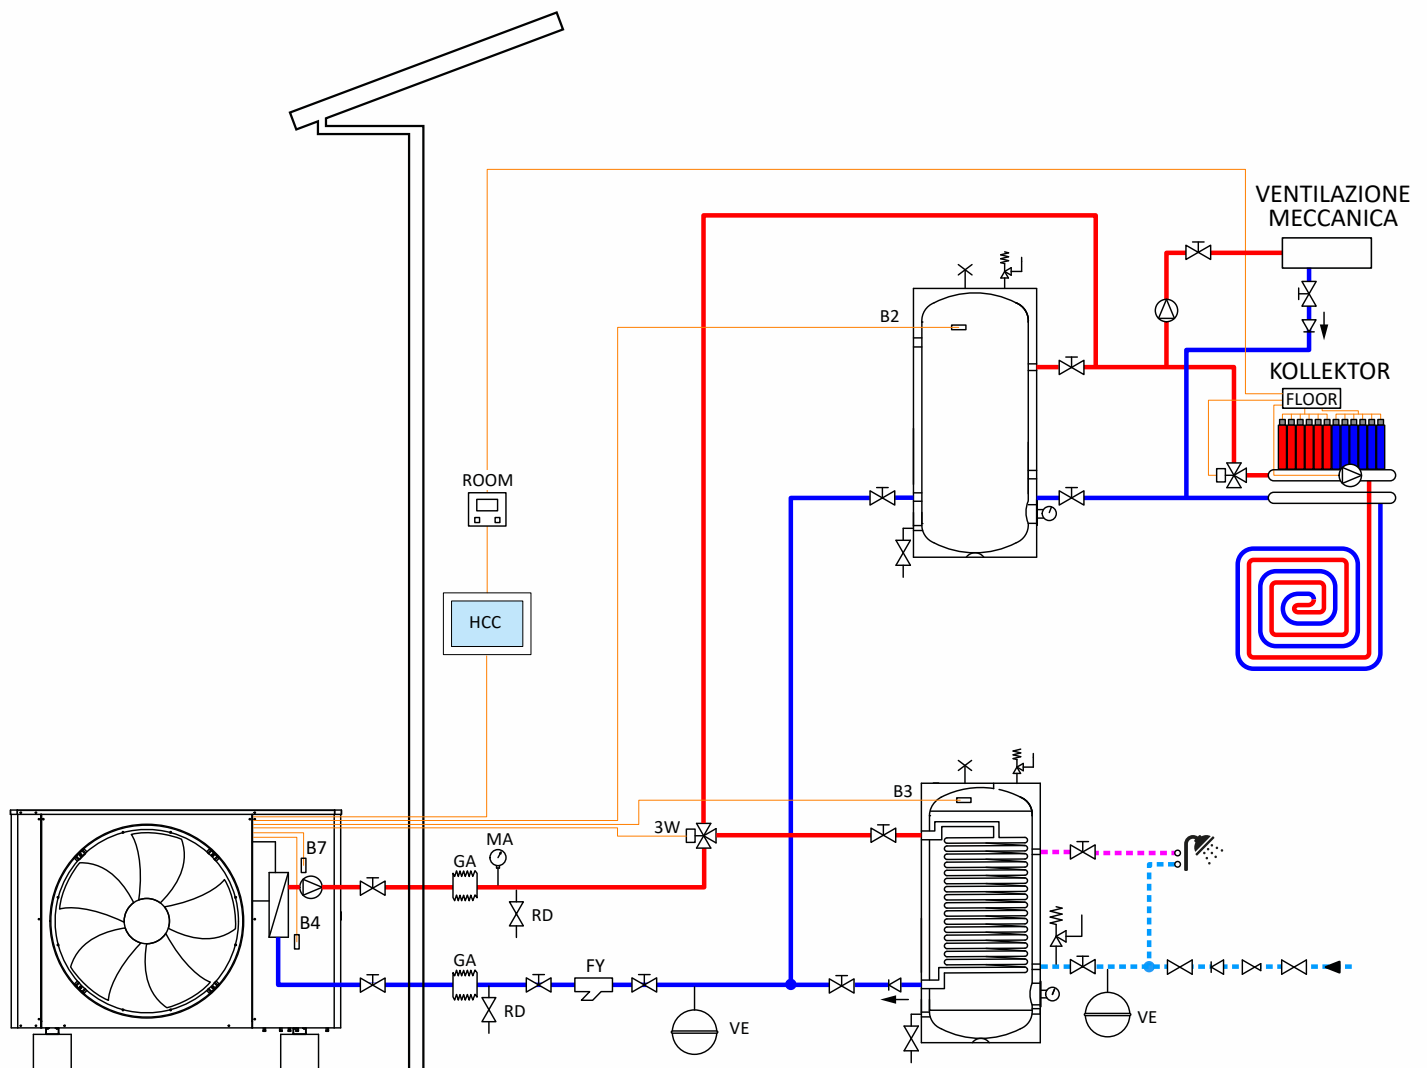 VENTILAZIONE
MECCANICA
B2
KOLLEKTOR
FLOOR
ROOM
HCC
B3
3W
MA
B7
GA
RD
B4
GA
FY
RD
VE
VE